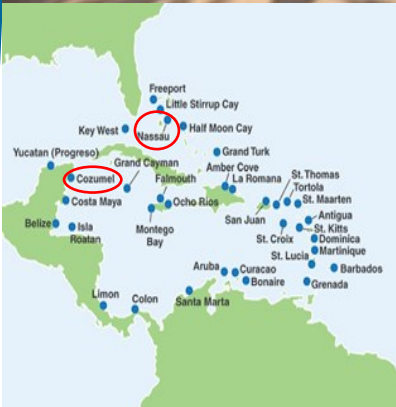 Freeport
Little Stirrup Cay
Key West
Nassau
Half Moon Cay
Yucatan (Progreso)
Grand Cayman
Grand Turk
Amber Cove
Cozumel
Falmouth
La Romana
St. Thomas
Tortola
Costa Maya
Ocho Rios
St. Maarten
San Juan
Antigua
Belize
Isla
Roatan
Montego
Bay
St. Croix
St. Kitts
Dominica
Martinique
St. Lucia
Aruba
Curacao
Barbados
Bonaire
Grenada
Limon
Colon
Santa Marta